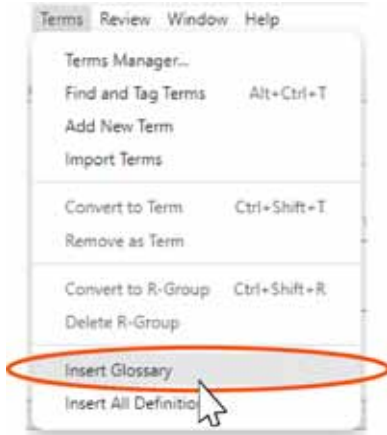 Terms Review Window Help
Terms Manager...
Find and Tag Terms Alt+Ctrl+T
Add New Term
Import Terms
Convert to Term Ctrl+Shift+T
Remove as Term
Convert to R-Group Ctrl+Shift+R
Delete R-Group
Insert Glossary
Insert All Definitio